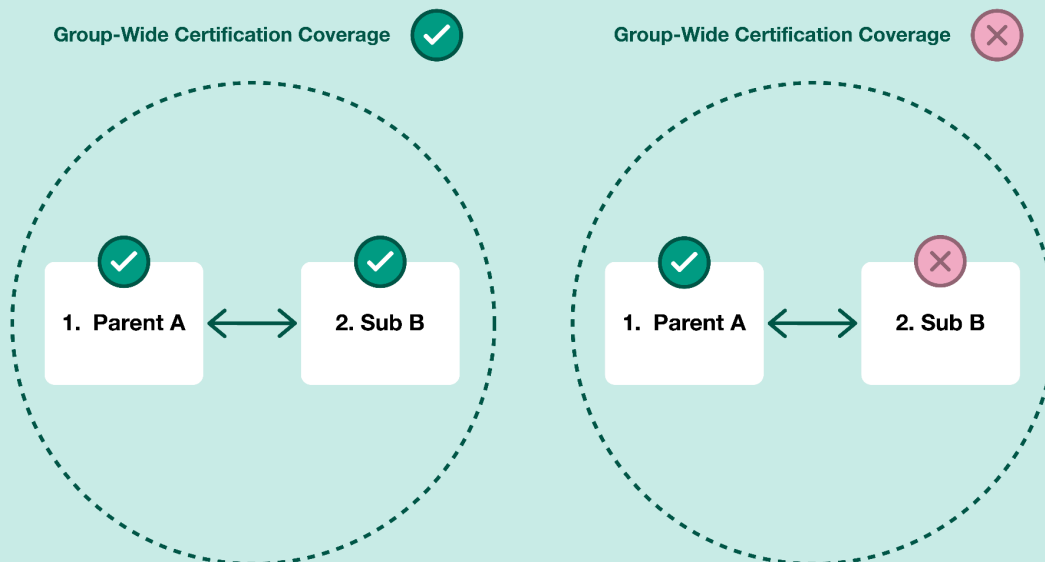 Group-Wide Certification Coverage
1. Parent A
2. Sub B
Group-Wide Certification Coverage
1. Parent A
2. Sub B